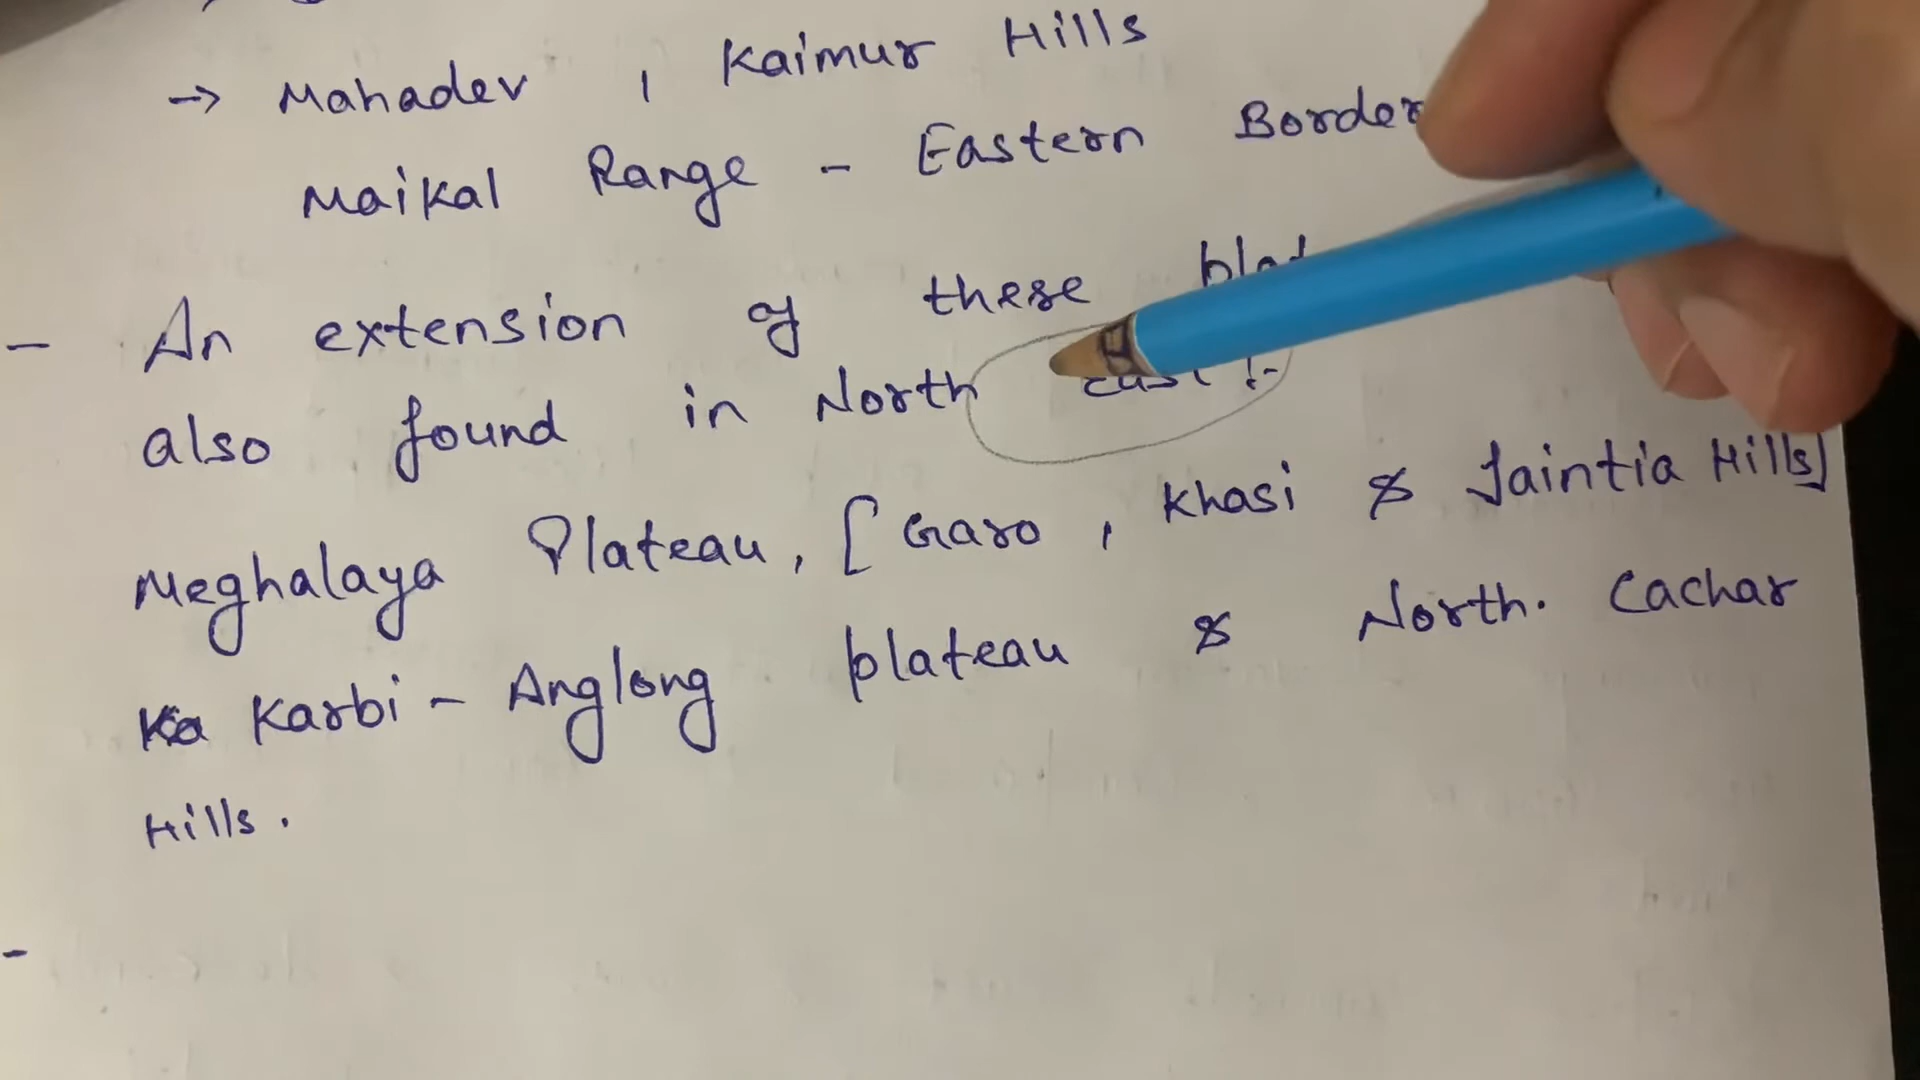 → Mahadev , Kaimur Hills
Maikal Range - Eastern Border
- An extension of these
also found in North east :-
Meghalaya Plateau, [Garo , Khasi & Jaintia Hills]
Ka Karbi - Anglong plateau & North. Cachar
Hills .
-